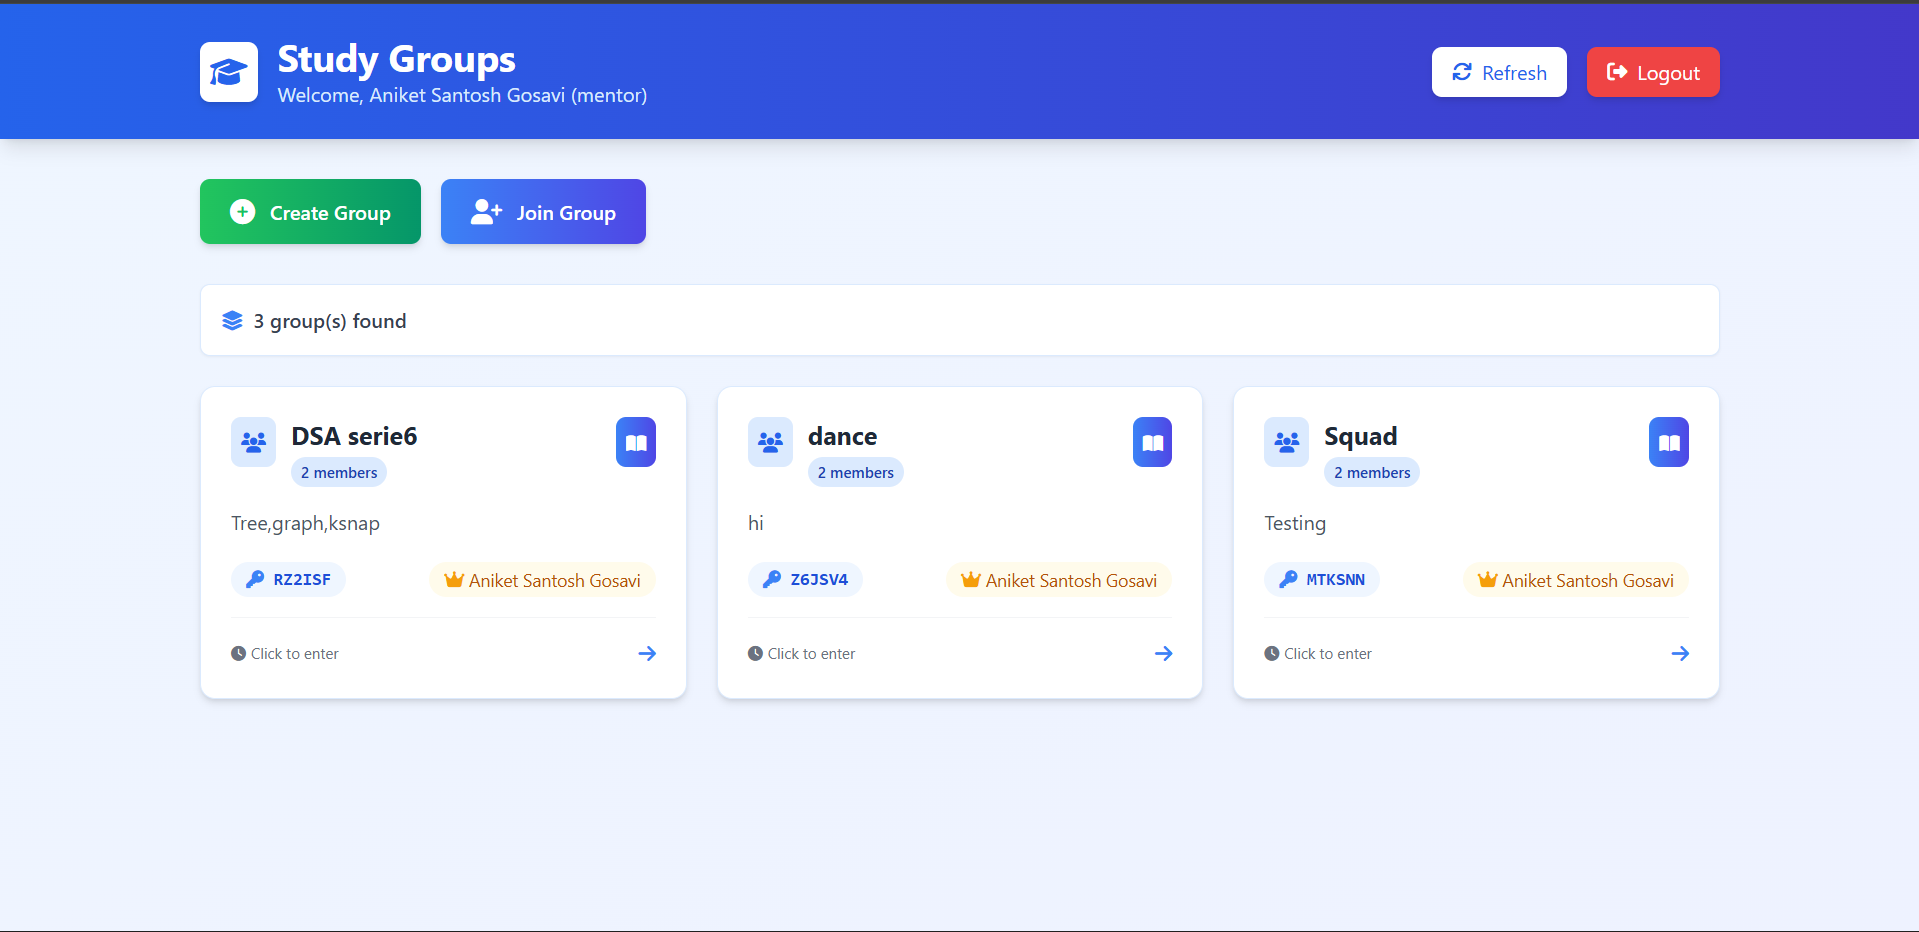 Study Groups
Welcome, Aniket Santosh Gosavi (mentor)
Refresh
Logout
Create Group
Join Group
3 group(s) found
DSA serie6
2 members
Tree,graph,ksnap
RZ2ISF
Aniket Santosh Gosavi
Click to enter
dance
2 members
hi
Z6JSV4
Aniket Santosh Gosavi
Click to enter
Squad
2 members
Testing
MTKSNN
Aniket Santosh Gosavi
Click to enter